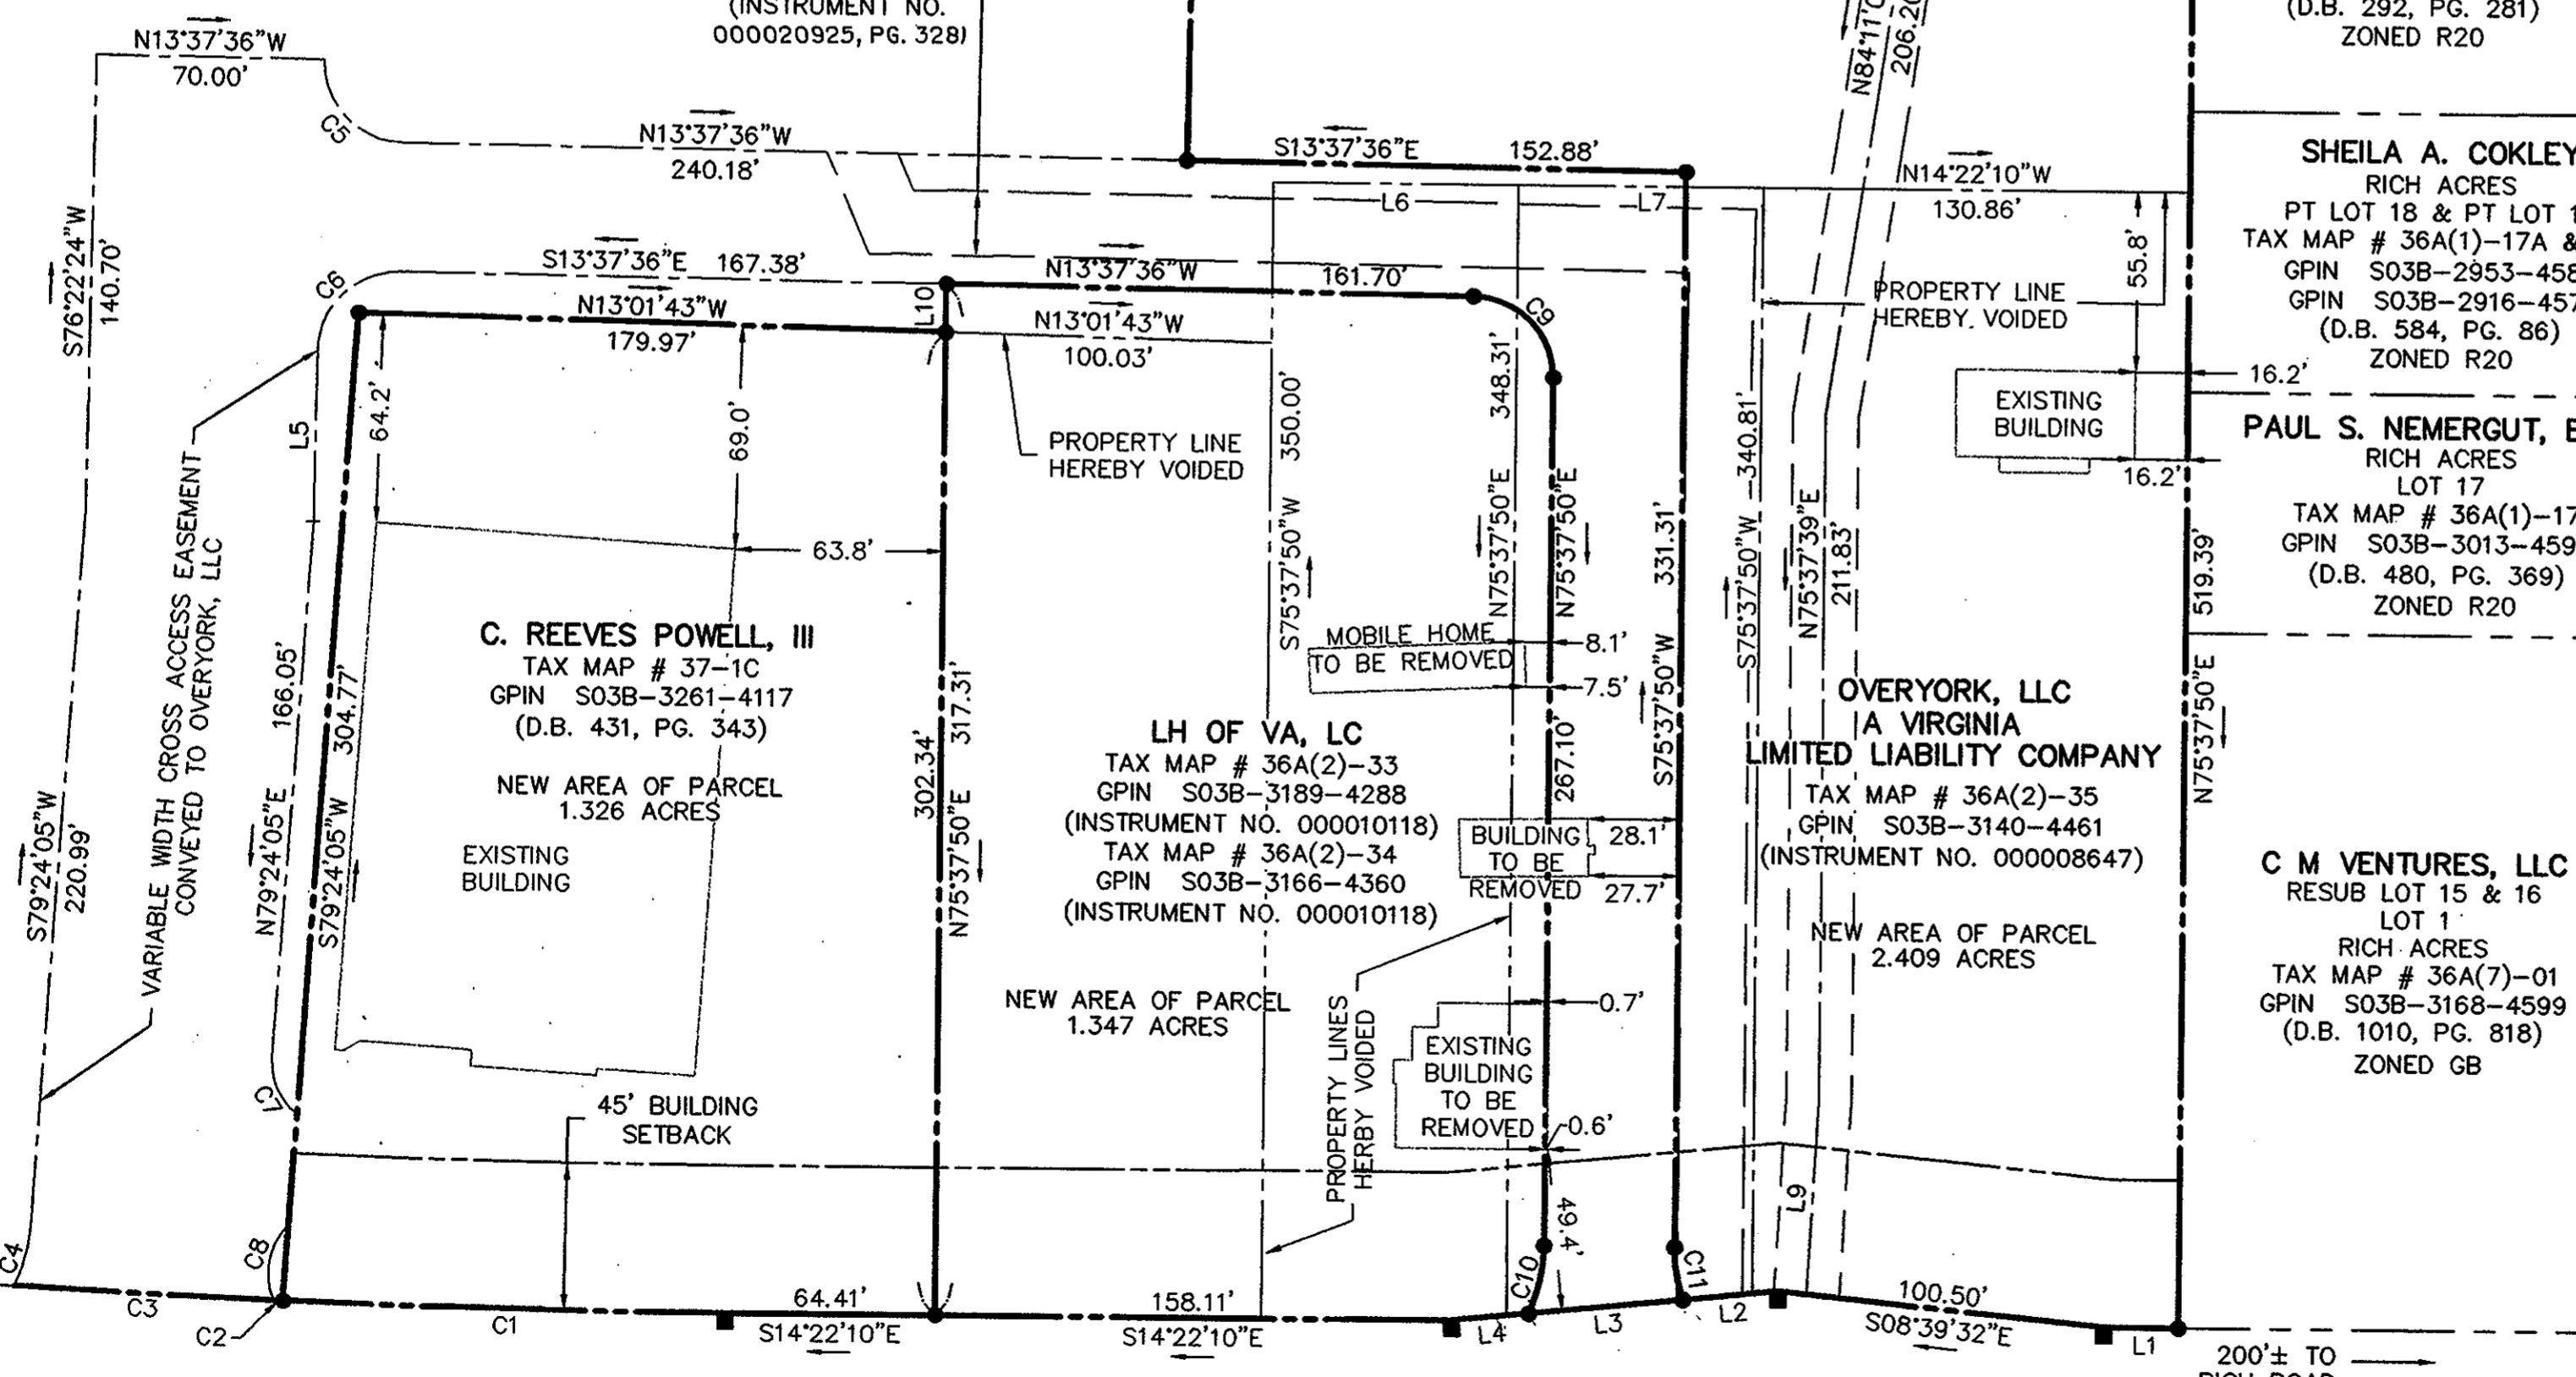 (INSTRUMENT NO.
000020925, PG. 328)
(D.B. 292, PG. 281)
ZONED R20
N13°37'36"W
70.00'
C5
N13°37'36"W
240.18'
S13°37'36"E 152.88'
206.20
N14°22'10"W
130.86'
L6
L7
S76°22'24"W
140.70'
C6
S13°37'36"E 167.38'
N13°01'43"W
179.97'
L10
N13°37'36"W 161.70'
N13°01'43"W
100.03'
C9
PROPERTY LINE
HEREBY VOIDED
55.8'
PROPERTY LINE
HEREBY VOIDED
SHEILA A. COKLEY
RICH ACRES
PT LOT 18 & PT LOT 1
TAX MAP # 36A(1)-17A &
GPIN S03B-2953-458
GPIN S03B-2916-457
(D.B. 584, PG. 86)
ZONED R20
16.2'
EXISTING
BUILDING
16.2'
PAUL S. NEMERGUT,
RICH ACRES
LOT 17
TAX MAP # 36A(1)-17
GPIN S03B-3013-459
(D.B. 480, PG. 369)
ZONED R20
L5
64.2'
69.0'
63.8'
S79°24'05"W
220.99'
VARIABLE WIDTH CROSS ACCESS EASEMENT
CONVEYED TO OVERYORK, LLC
N79°24'05"E 166.05'
S79°24'05"W 304.77'
C. REEVES POWELL, III
TAX MAP # 37-1C
GPIN S03B-3261-4117
(D.B. 431, PG. 343)
NEW AREA OF PARCEL
1.326 ACRES
EXISTING
BUILDING
302.34'
N75°37'50"E 317.31'
LH OF VA, LC
TAX MAP # 36A(2)-33
GPIN S03B-3189-4288
(INSTRUMENT NO. 000010118)
TAX MAP # 36A(2)-34
GPIN S03B-3166-4360
(INSTRUMENT NO. 000010118)
NEW AREA OF PARCEL
1.347 ACRES
S75°37'50"W 350.00'
N75°37'50"E 348.31'
N75°37'50"E
267.10'
MOBILE HOME
TO BE REMOVED
8.1'
7.5'
BUILDING
TO BE
REMOVED
28.1'
27.7'
PROPERTY LINES
HERBY VOIDED
EXISTING
BUILDING
TO BE
REMOVED
0.7'
0.6'
49.4'
S75°37'50"W 331.31'
S75°37'50"W 340.81'
N75°37'39"E
211.83'
OVERYORK, LLC
A VIRGINIA
LIMITED LIABILITY COMPANY
TAX MAP # 36A(2)-35
GPIN S03B-3140-4461
(INSTRUMENT NO. 000008647)
NEW AREA OF PARCEL
2.409 ACRES
519.39'
N75°37'50"E
C M VENTURES, LLC
RESUB LOT 15 & 16
LOT 1
RICH ACRES
TAX MAP # 36A(7)-01
GPIN S03B-3168-4599
(D.B. 1010, PG. 818)
ZONED GB
45' BUILDING
SETBACK
C7
C8
C4
C3
C2
C1
64.41'
S14°22'10"E
158.11'
S14°22'10"E
L4
C10
L3
C11
L2
L9
100.50'
S08°39'32"E
L1
200'± TO